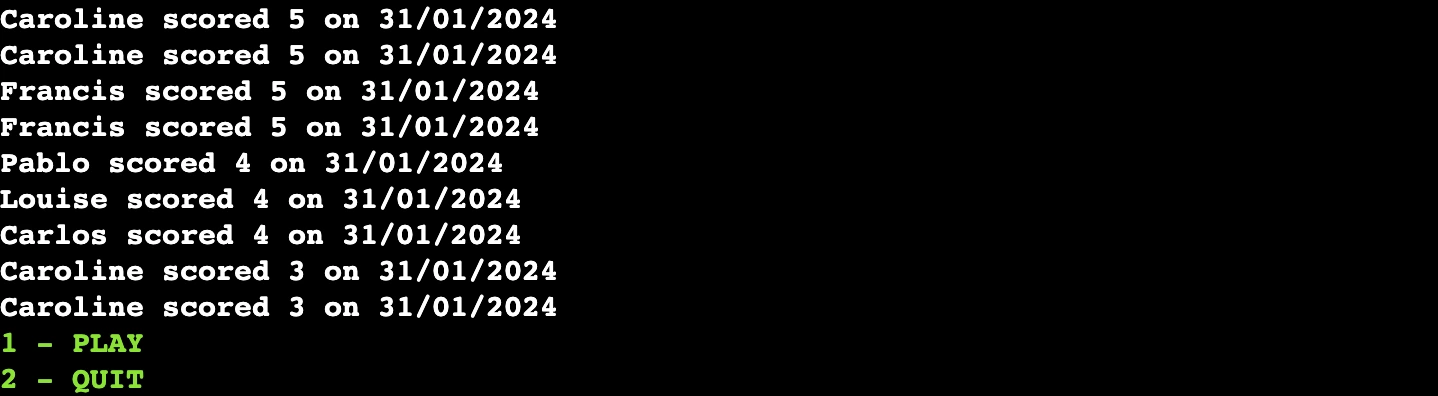 Caroline scored 5 on 31/01/2024
Caroline scored 5 on 31/01/2024
Francis scored 5 on 31/01/2024
Francis scored 5 on 31/01/2024
Pablo scored 4 on 31/01/2024
Louise scored 4 on 31/01/2024
Carlos scored 4 on 31/01/2024
Caroline scored 3 on 31/01/2024
Caroline scored 3 on 31/01/2024
1 - PLAY
2 - QUIT